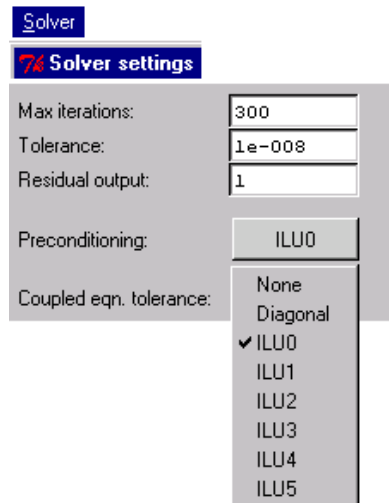 Solver
Solver settings
Max iterations: 300
Tolerance: 1e-008
Residual output: 1
Preconditioning: ILU0
Coupled eqn. tolerance:
None
Diagonal
ILU0
ILU1
ILU2
ILU3
ILU4
ILU5